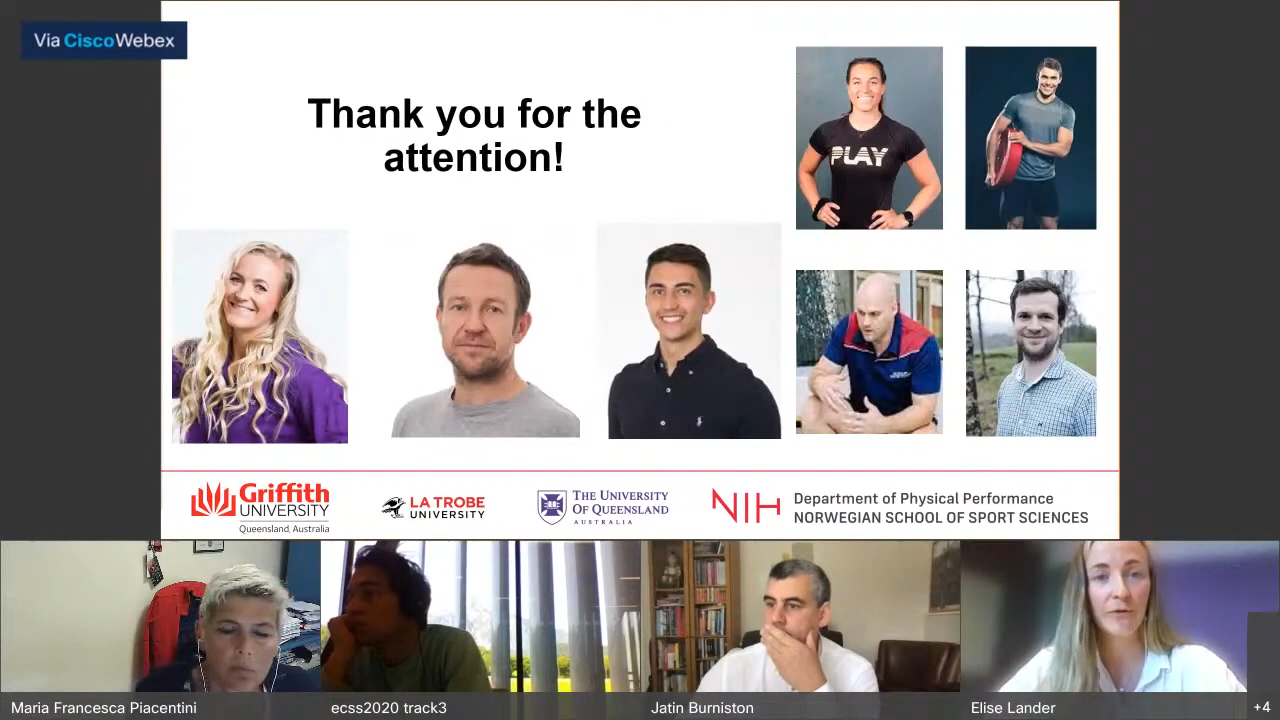 Via CiscoWebex
Thank you for the
attention!
PLAY
Griffith
UNIVERSITY
Queensland, Australia
LA TROBE
UNIVERSITY
THE UNIVERSITY
OF QUEENSLAND
AUSTRALIA
NIH
Department of Physical Performance
NORWEGIAN SCHOOL OF SPORT SCIENCES
Maria Francesca Piacentini
ecss2020 track3
Jatin Burniston
Elise Lander
+4